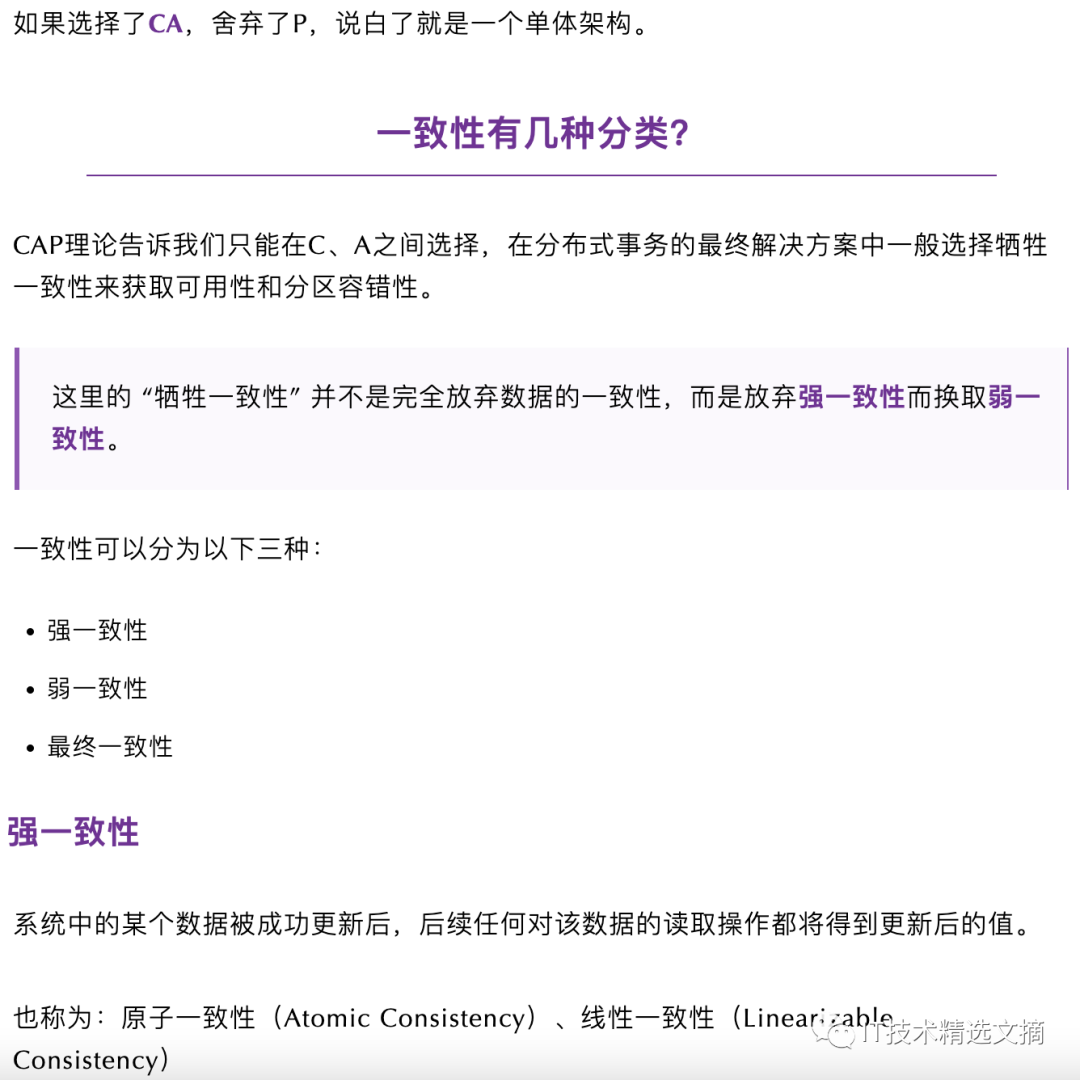 如果选择了CA，舍弃了P，说白了就是一个单体架构。
一致性有几种分类？
CAP理论告诉我们只能在C、A之间选择，在分布式事务的最终解决方案中一般选择牺牲
一致性来获取可用性和分区容错性。
这里的 “牺牲一致性” 并不是完全放弃数据的一致性，而是放弃强一致性而换取弱一
致性。
一致性可以分为以下三种：
• 强一致性
• 弱一致性
• 最终一致性
强一致性
系统中的某个数据被成功更新后，后续任何对该数据的读取操作都将得到更新后的值。
也称为：原子一致性（Atomic Consistency）、线性一致性（Linearizable
Consistency）
IT技术精选文摘